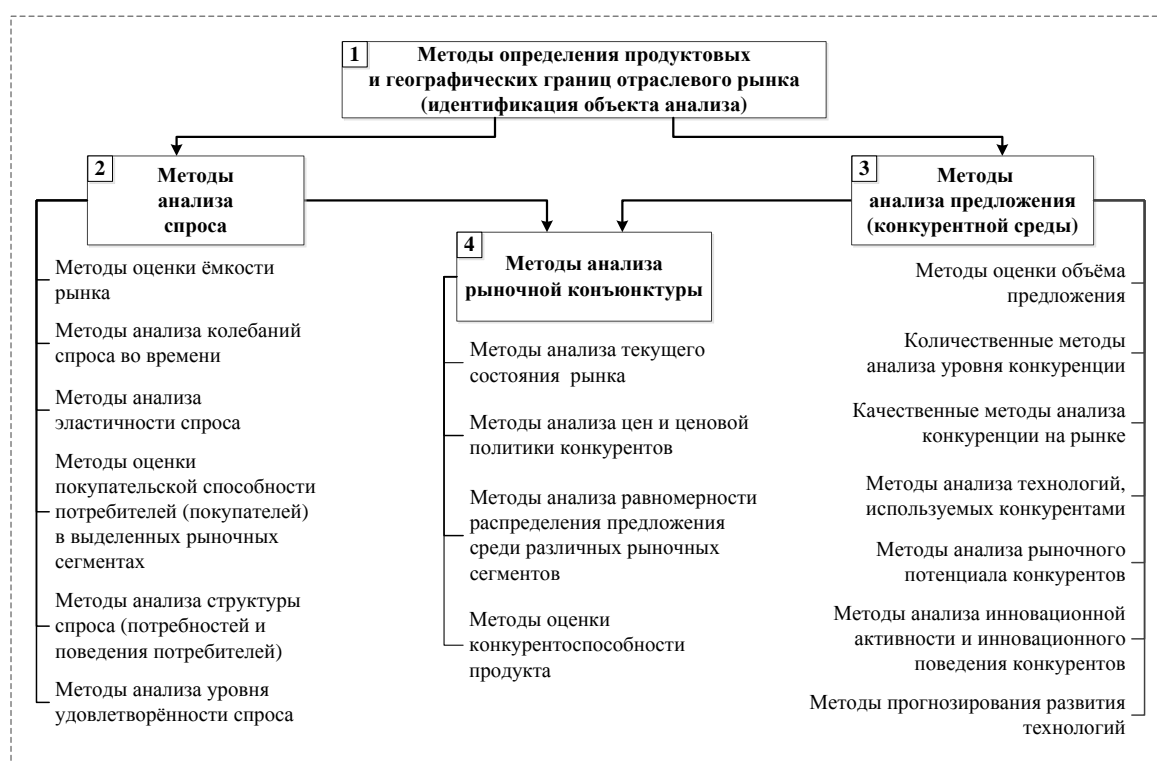 1
Методы определения продуктовых
и географических границ отраслевого рынка
(идентификация объекта анализа)
2
Методы
анализа
спроса
3
Методы
анализа предложения
(конкурентной среды)
4
Методы анализа
рыночной конъюнктуры
Методы оценки ёмкости
рынка
Методы анализа колебаний
спроса во времени
Методы анализа
эластичности спроса
Методы оценки
покупательской способности
потребителей (покупателей)
в выделенных рыночных
сегментах
Методы анализа структуры
спроса (потребностей и
поведения потребителей)
Методы анализа уровня
удовлетворённости спроса
Методы анализа текущего
состояния рынка
Методы анализа цен и ценовой
политики конкурентов
Методы анализа равномерности
распределения предложения
среди различных рыночных
сегментов
Методы оценки
конкурентоспособности
продукта
Методы оценки объёма
предложения
Количественные методы
анализа уровня конкуренции
Качественные методы анализа
конкуренции на рынке
Методы анализа технологий,
используемых конкурентами
Методы анализа рыночного
потенциала конкурентов
Методы анализа инновационной
активности и инновационного
поведения конкурентов
Методы прогнозирования развития
технологий